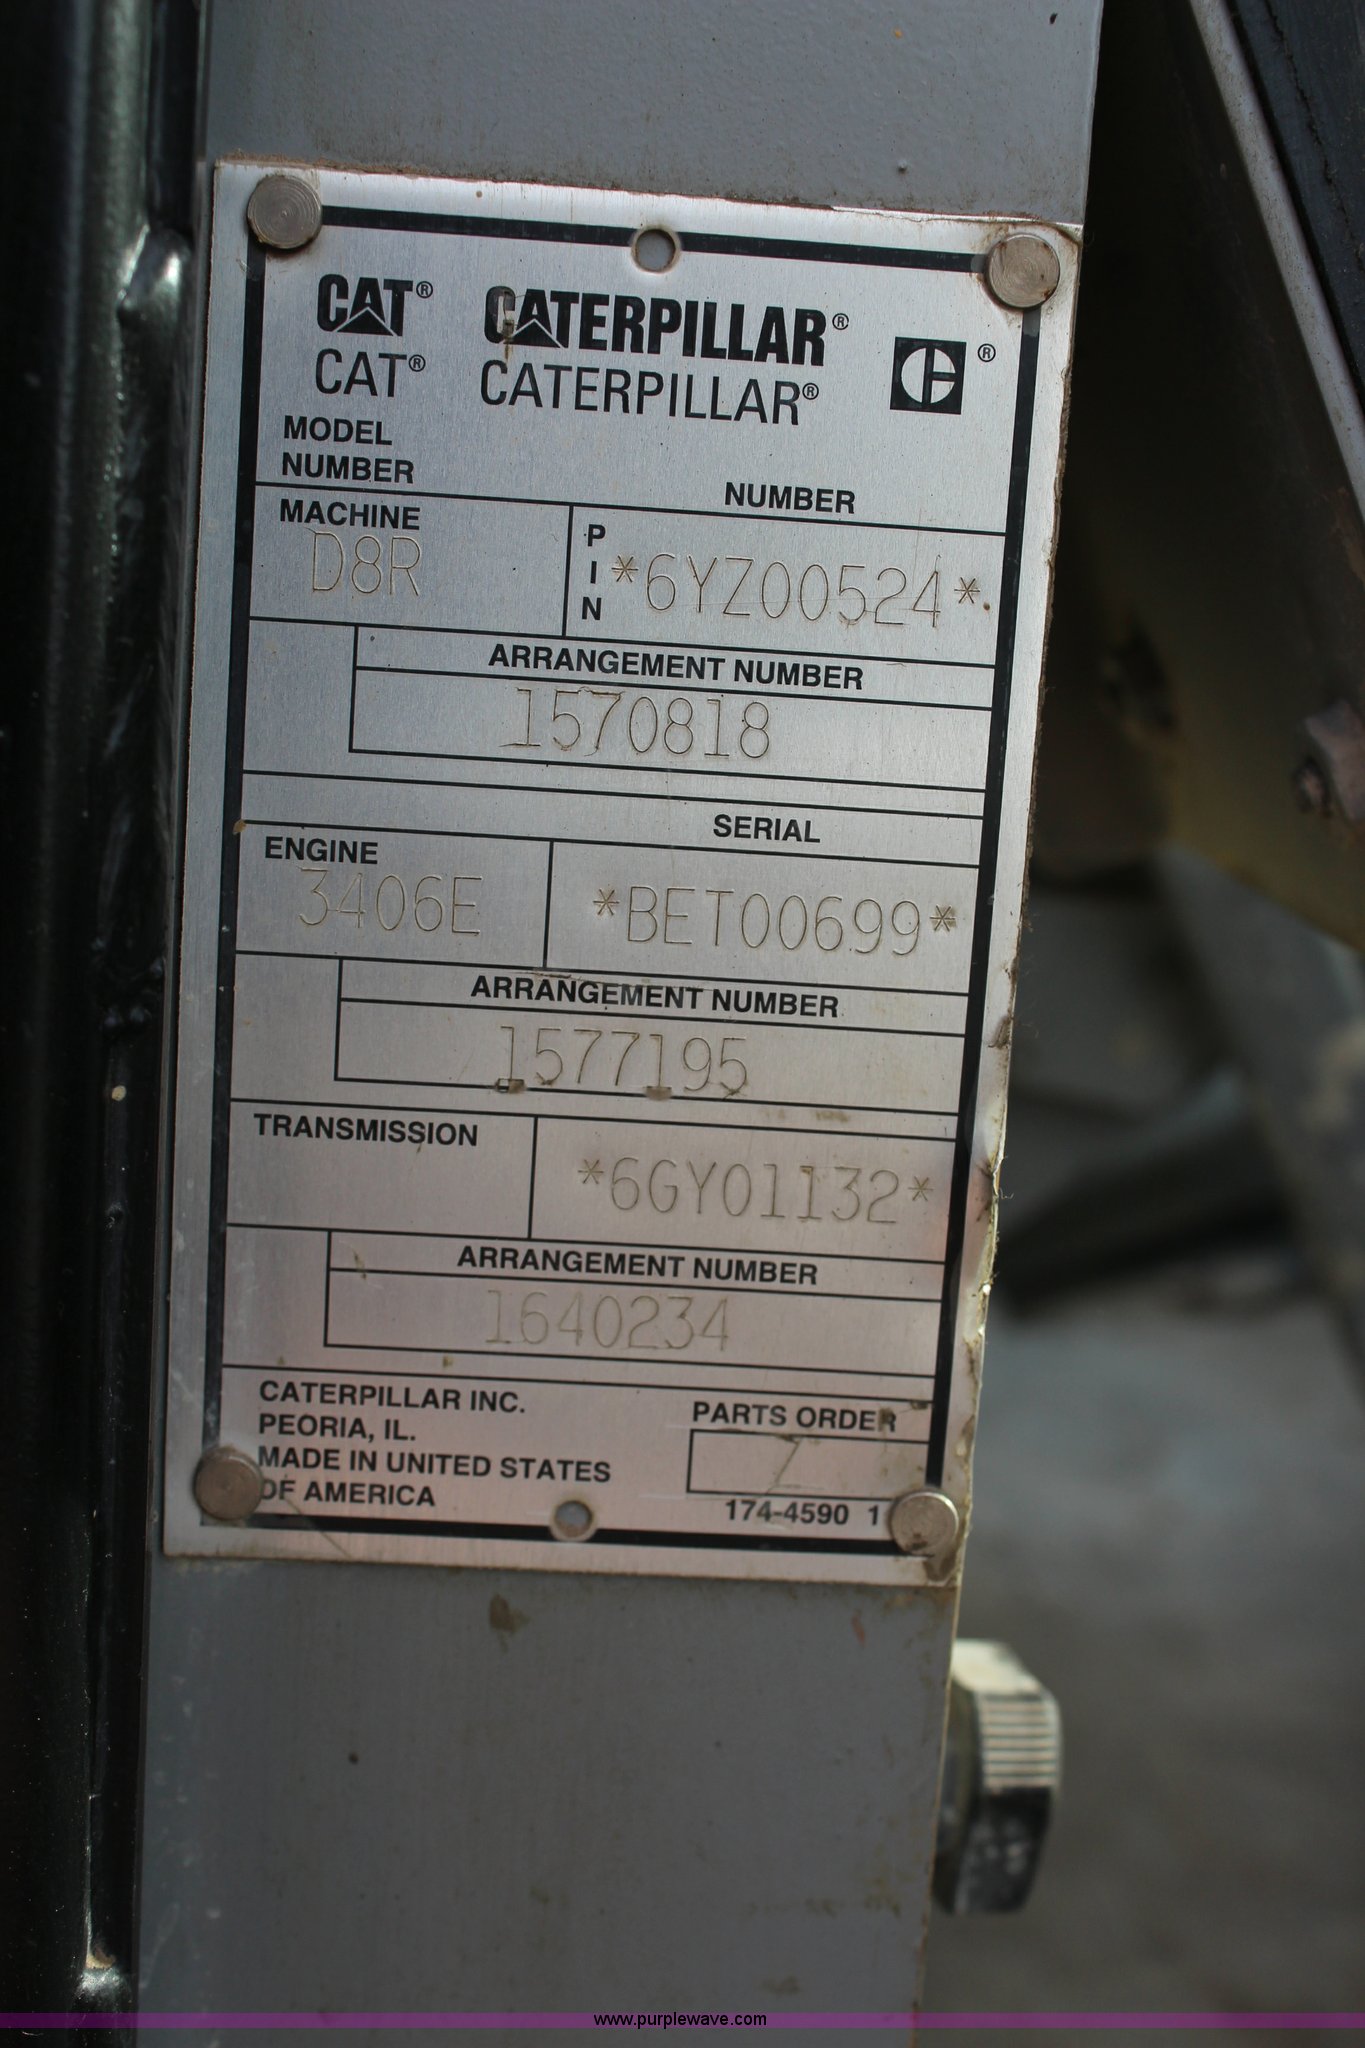 CAT® CATERPILLAR®
CAT® CATERPILLAR® ®
MODEL
NUMBER
NUMBER
MACHINE
D8R
PIN
*6YZ00524*
ARRANGEMENT NUMBER
1570818
SERIAL
ENGINE
3406E
*BET00699*
ARRANGEMENT NUMBER
1577195
TRANSMISSION
*6GY01132*
ARRANGEMENT NUMBER
1640234
CATERPILLAR INC.
PEORIA, IL.
MADE IN UNITED STATES
OF AMERICA
PARTS ORDER
7
174-4590 1
www.purplewave.com